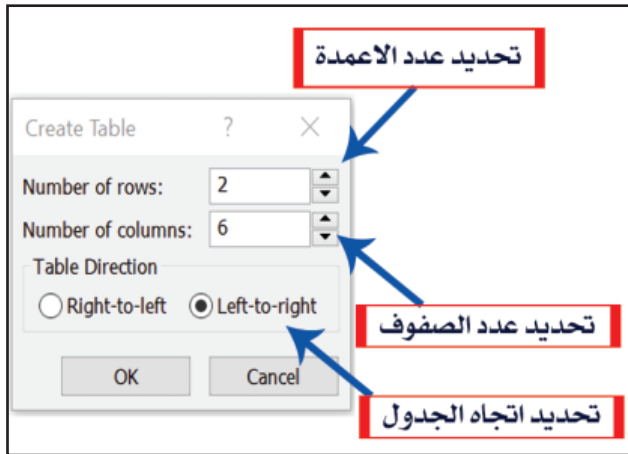 تحديد عدد الاعمدة
Create Table ? ×
Number of rows: 2
Number of columns: 6
Table Direction
Right-to-left Left-to-right
تحديد عدد الصفوف
OK Cancel
تحديد اتجاه الجدول